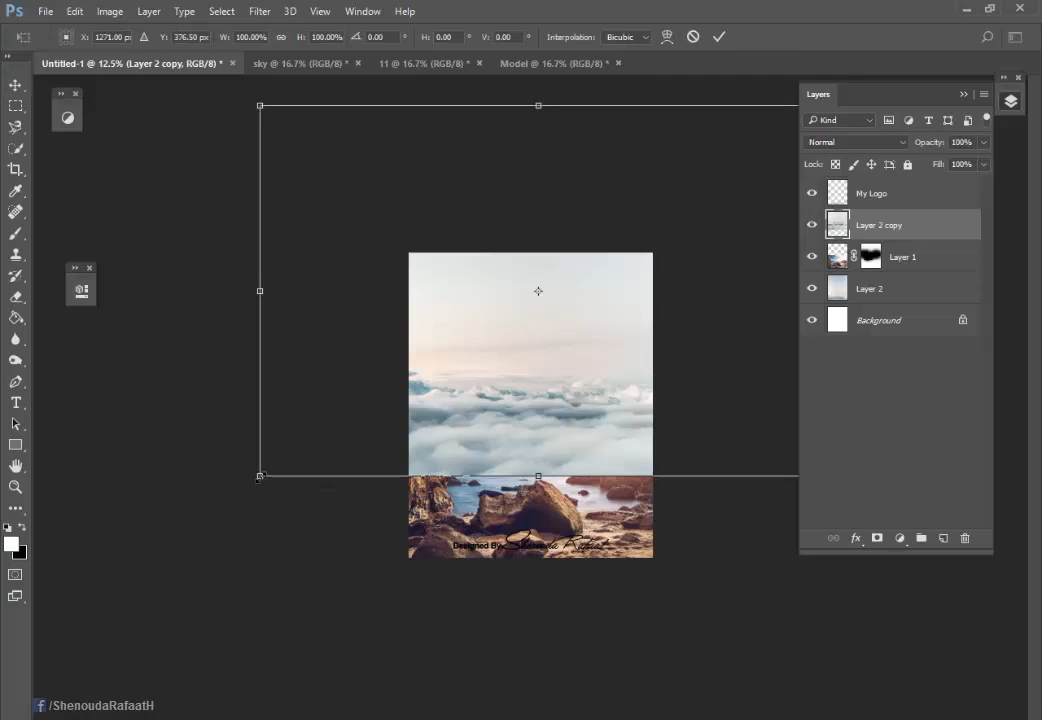 Ps File Edit Image Layer Type Select Filter 3D View Window Help
X: 1271.00 p Y: 376.50 px W: 100.00% H: 100.00% 0.00 ° H: 0.00 ° V: 0.00 ° Interpolation: Bicubic
Untitled-1 @ 12.5% (Layer 2 copy, RGB/8) * × sky @ 16.7% (RGB/8) * × 11 @ 16.7% (RGB/8) * × Model @ 16.7% (RGB/8) * ×
Layers
Kind
Normal Opacity: 100%
Lock: Fill: 100%
My Logo
Layer 2 copy
Layer 1
Layer 2
Background
Designed By Shenouda Rafaat
f /ShenoudaRafaatH